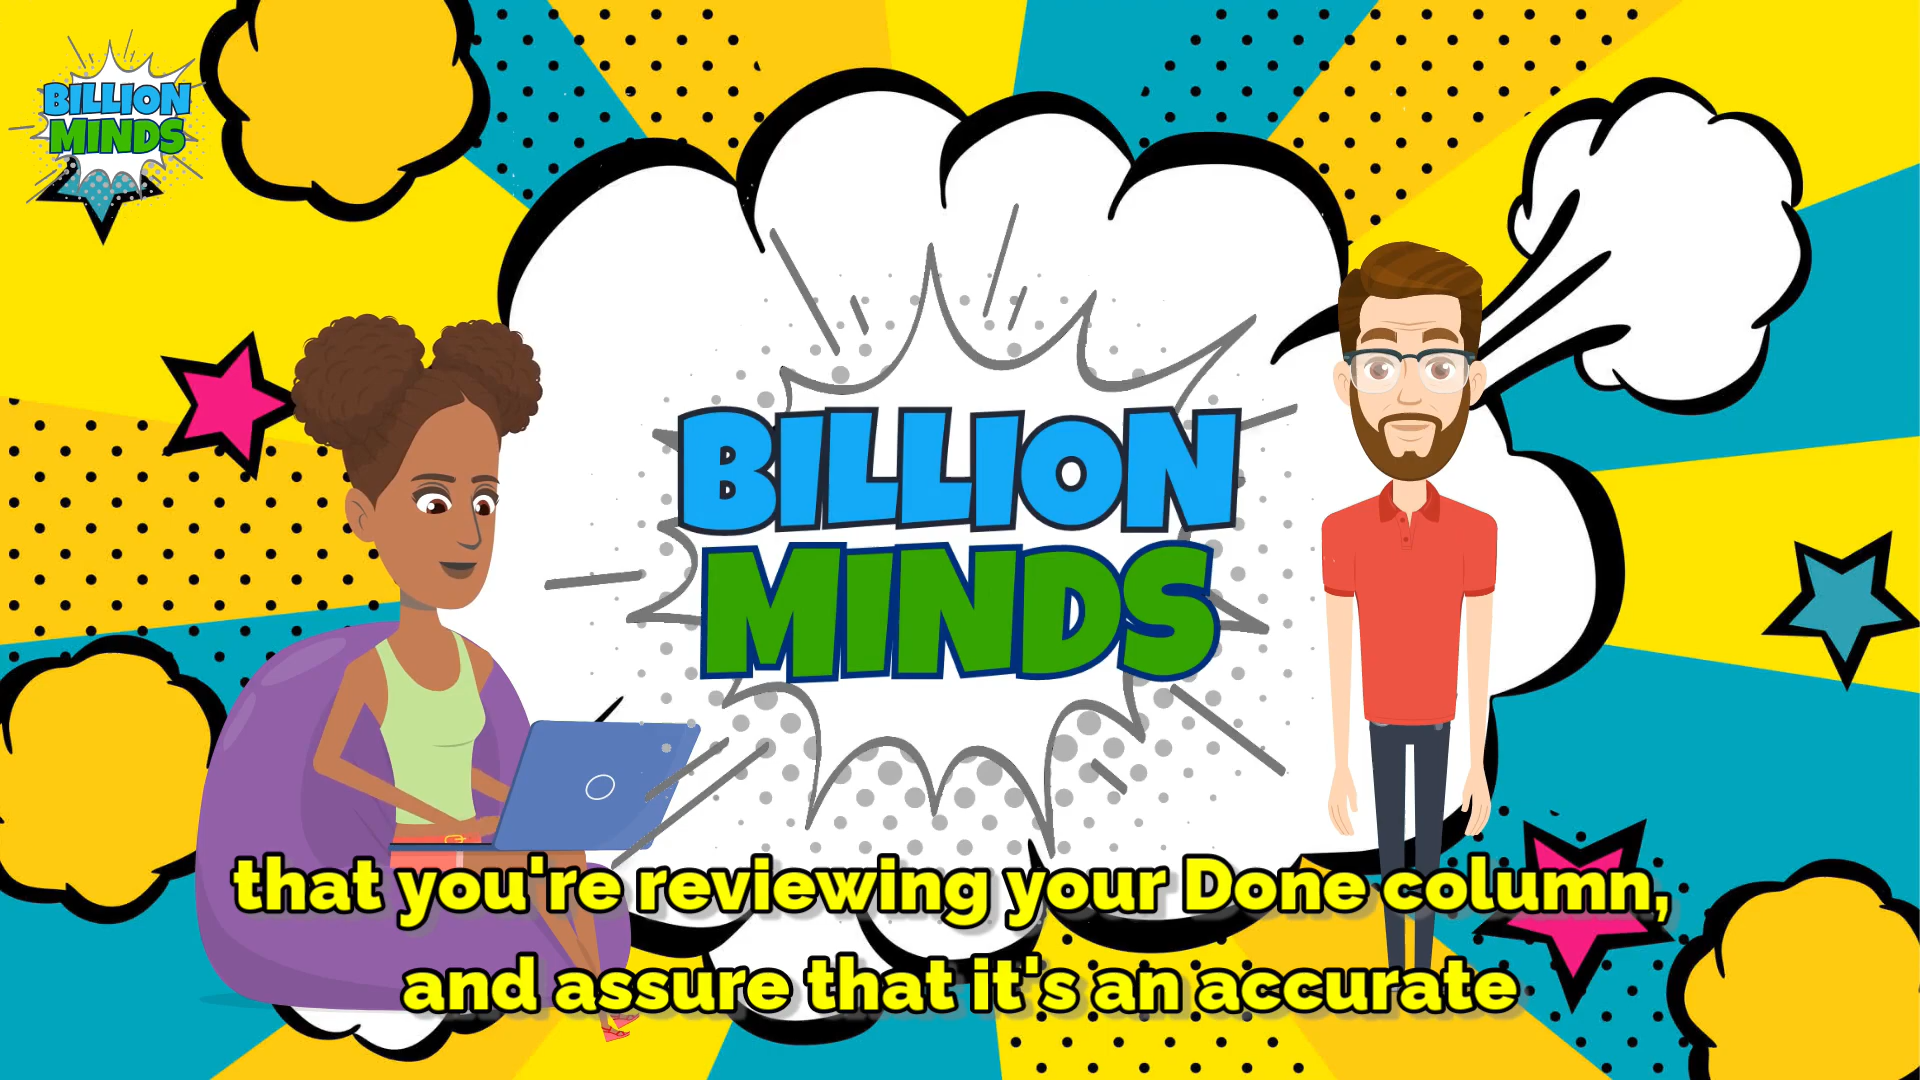 BILLION
MINDS
BILLION
MINDS
that you're reviewing your Done column,
and assure that it's an accurate